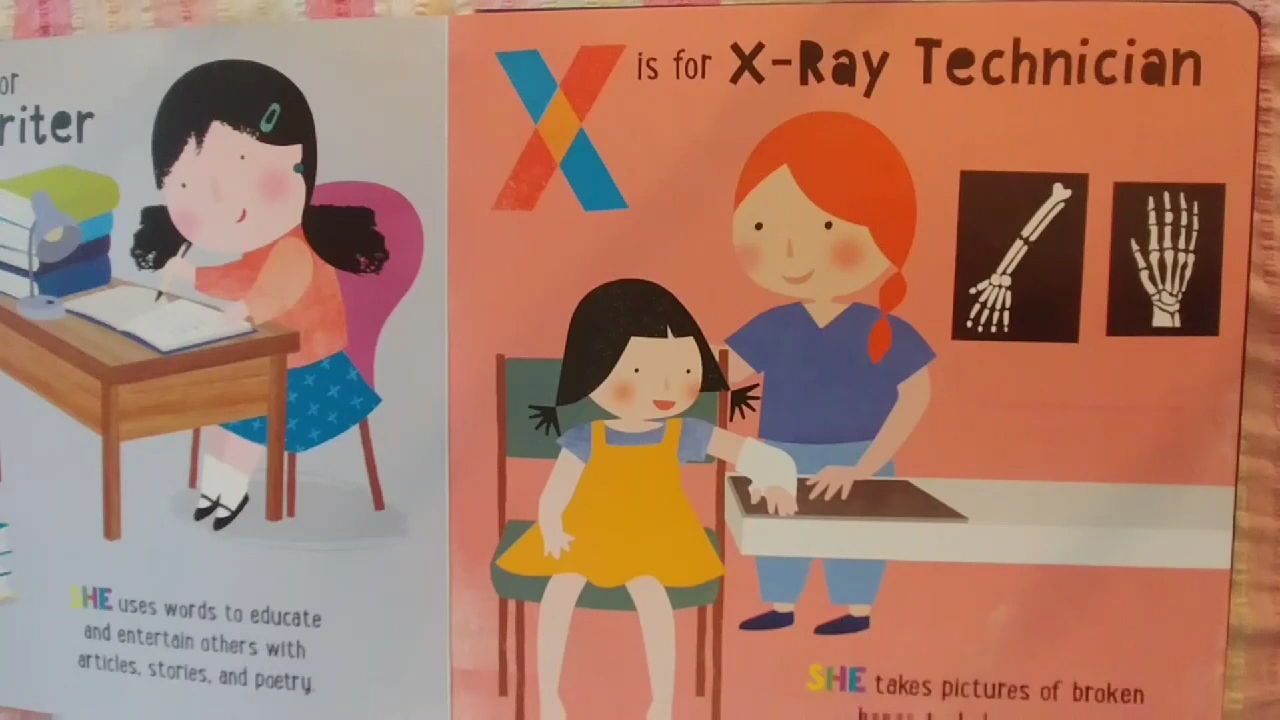 or
riter
SHE uses words to educate
and entertain others with
articles, stories, and poetry.
X is for X-Ray Technician
SHE takes pictures of broken